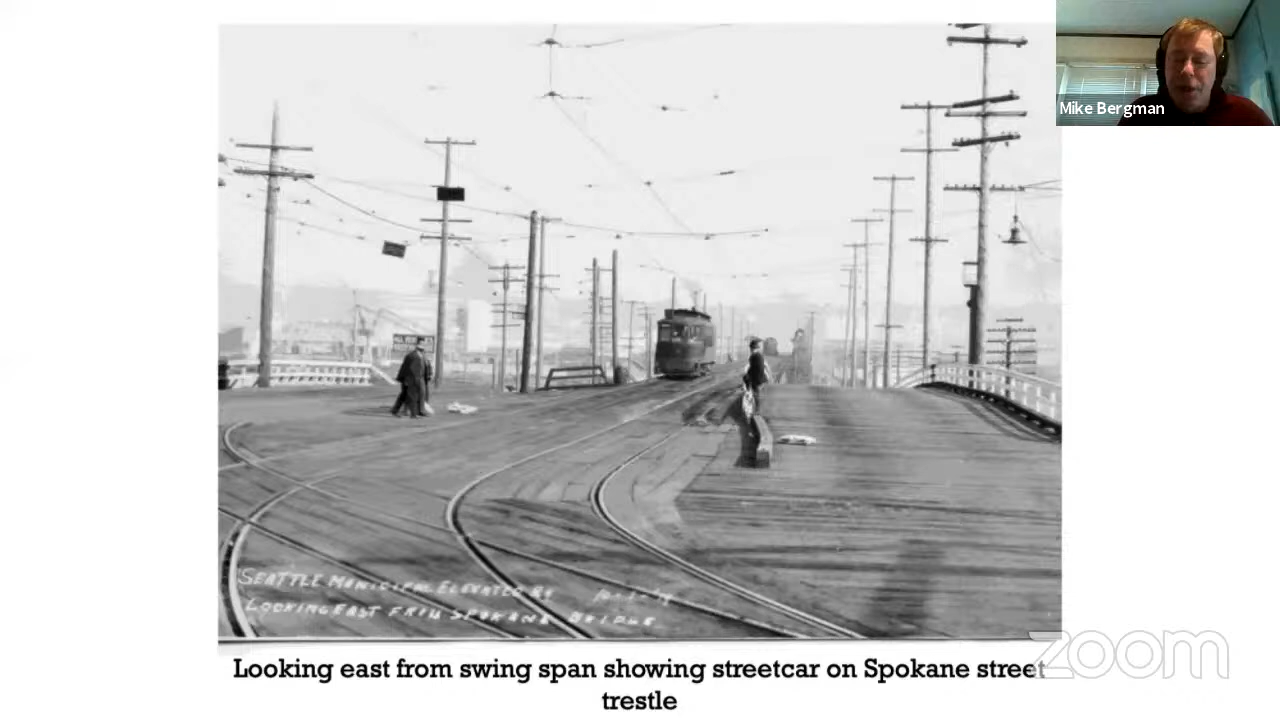 Mike Bergman
SEATTLE MUNICIPAL ELEVATED RY
LOOKING EAST FROM SPOKANE BRIDGE
zoom
Looking east from swing span showing streetcar on Spokane street
trestle